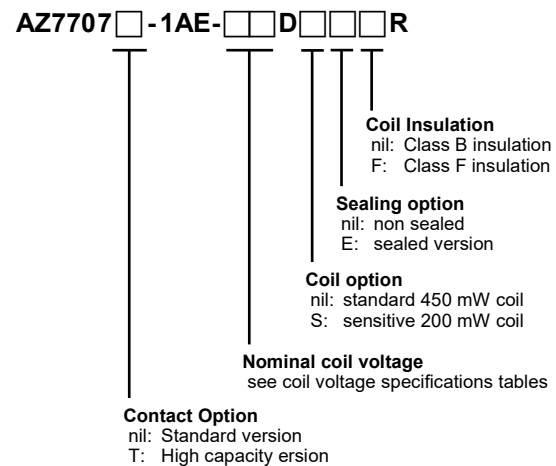 AZ7707□-1AE-□□D□□□R
Coil Insulation
nil: Class B insulation
F: Class F insulation
Sealing option
nil: non sealed
E: sealed version
Coil option
nil: standard 450 mW coil
S: sensitive 200 mW coil
Nominal coil voltage
see coil voltage specifications tables
Contact Option
nil: Standard version
T: High capacity ersion